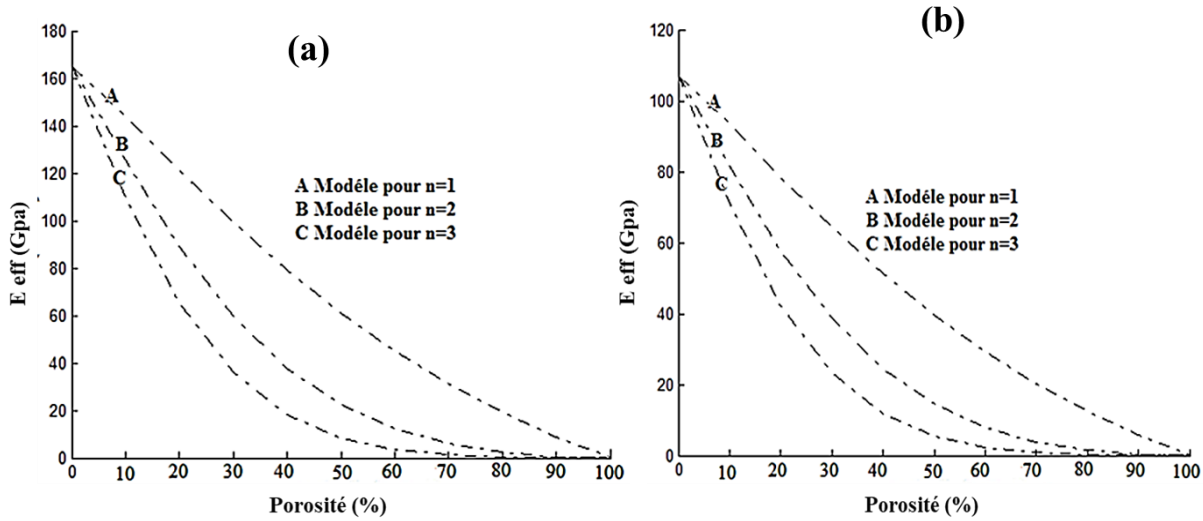 (a)
180
160
140
120
100
80
60
40
20
0
E eff (Gpa)
A
B
C
A Modéle pour n=1
B Modéle pour n=2
C Modéle pour n=3
0 10 20 30 40 50 60 70 80 90 100
Porosité (%)
(b)
120
100
80
60
40
20
0
E eff (Gpa)
A
B
C
A Modéle pour n=1
B Modéle pour n=2
C Modéle pour n=3
0 10 20 30 40 50 60 70 80 90 100
Porosité (%)